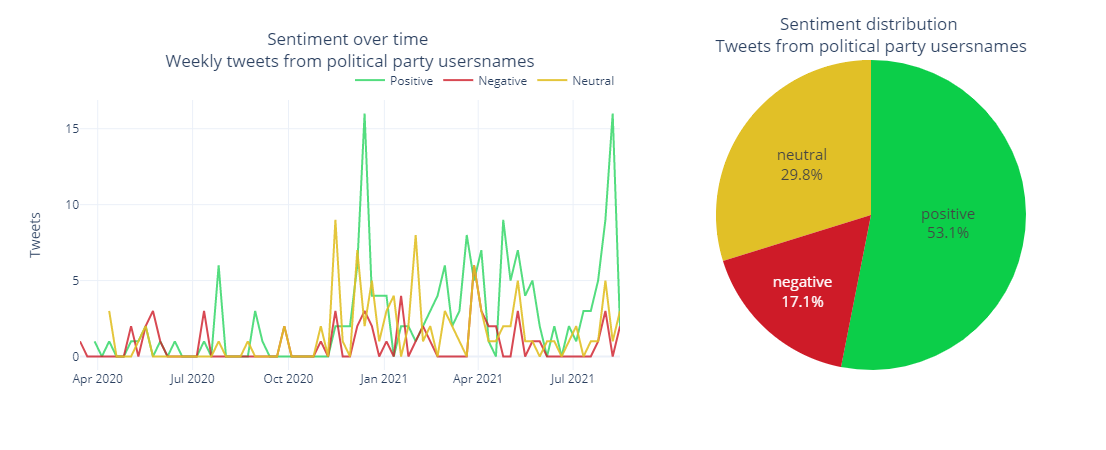 Sentiment over time
Weekly tweets from political party usersnames
Positive Negative Neutral
15
10
5
0
Tweets
Apr 2020 Jul 2020 Oct 2020 Jan 2021 Apr 2021 Jul 2021
Sentiment distribution
Tweets from political party usersnames
neutral
29.8%
positive
53.1%
negative
17.1%